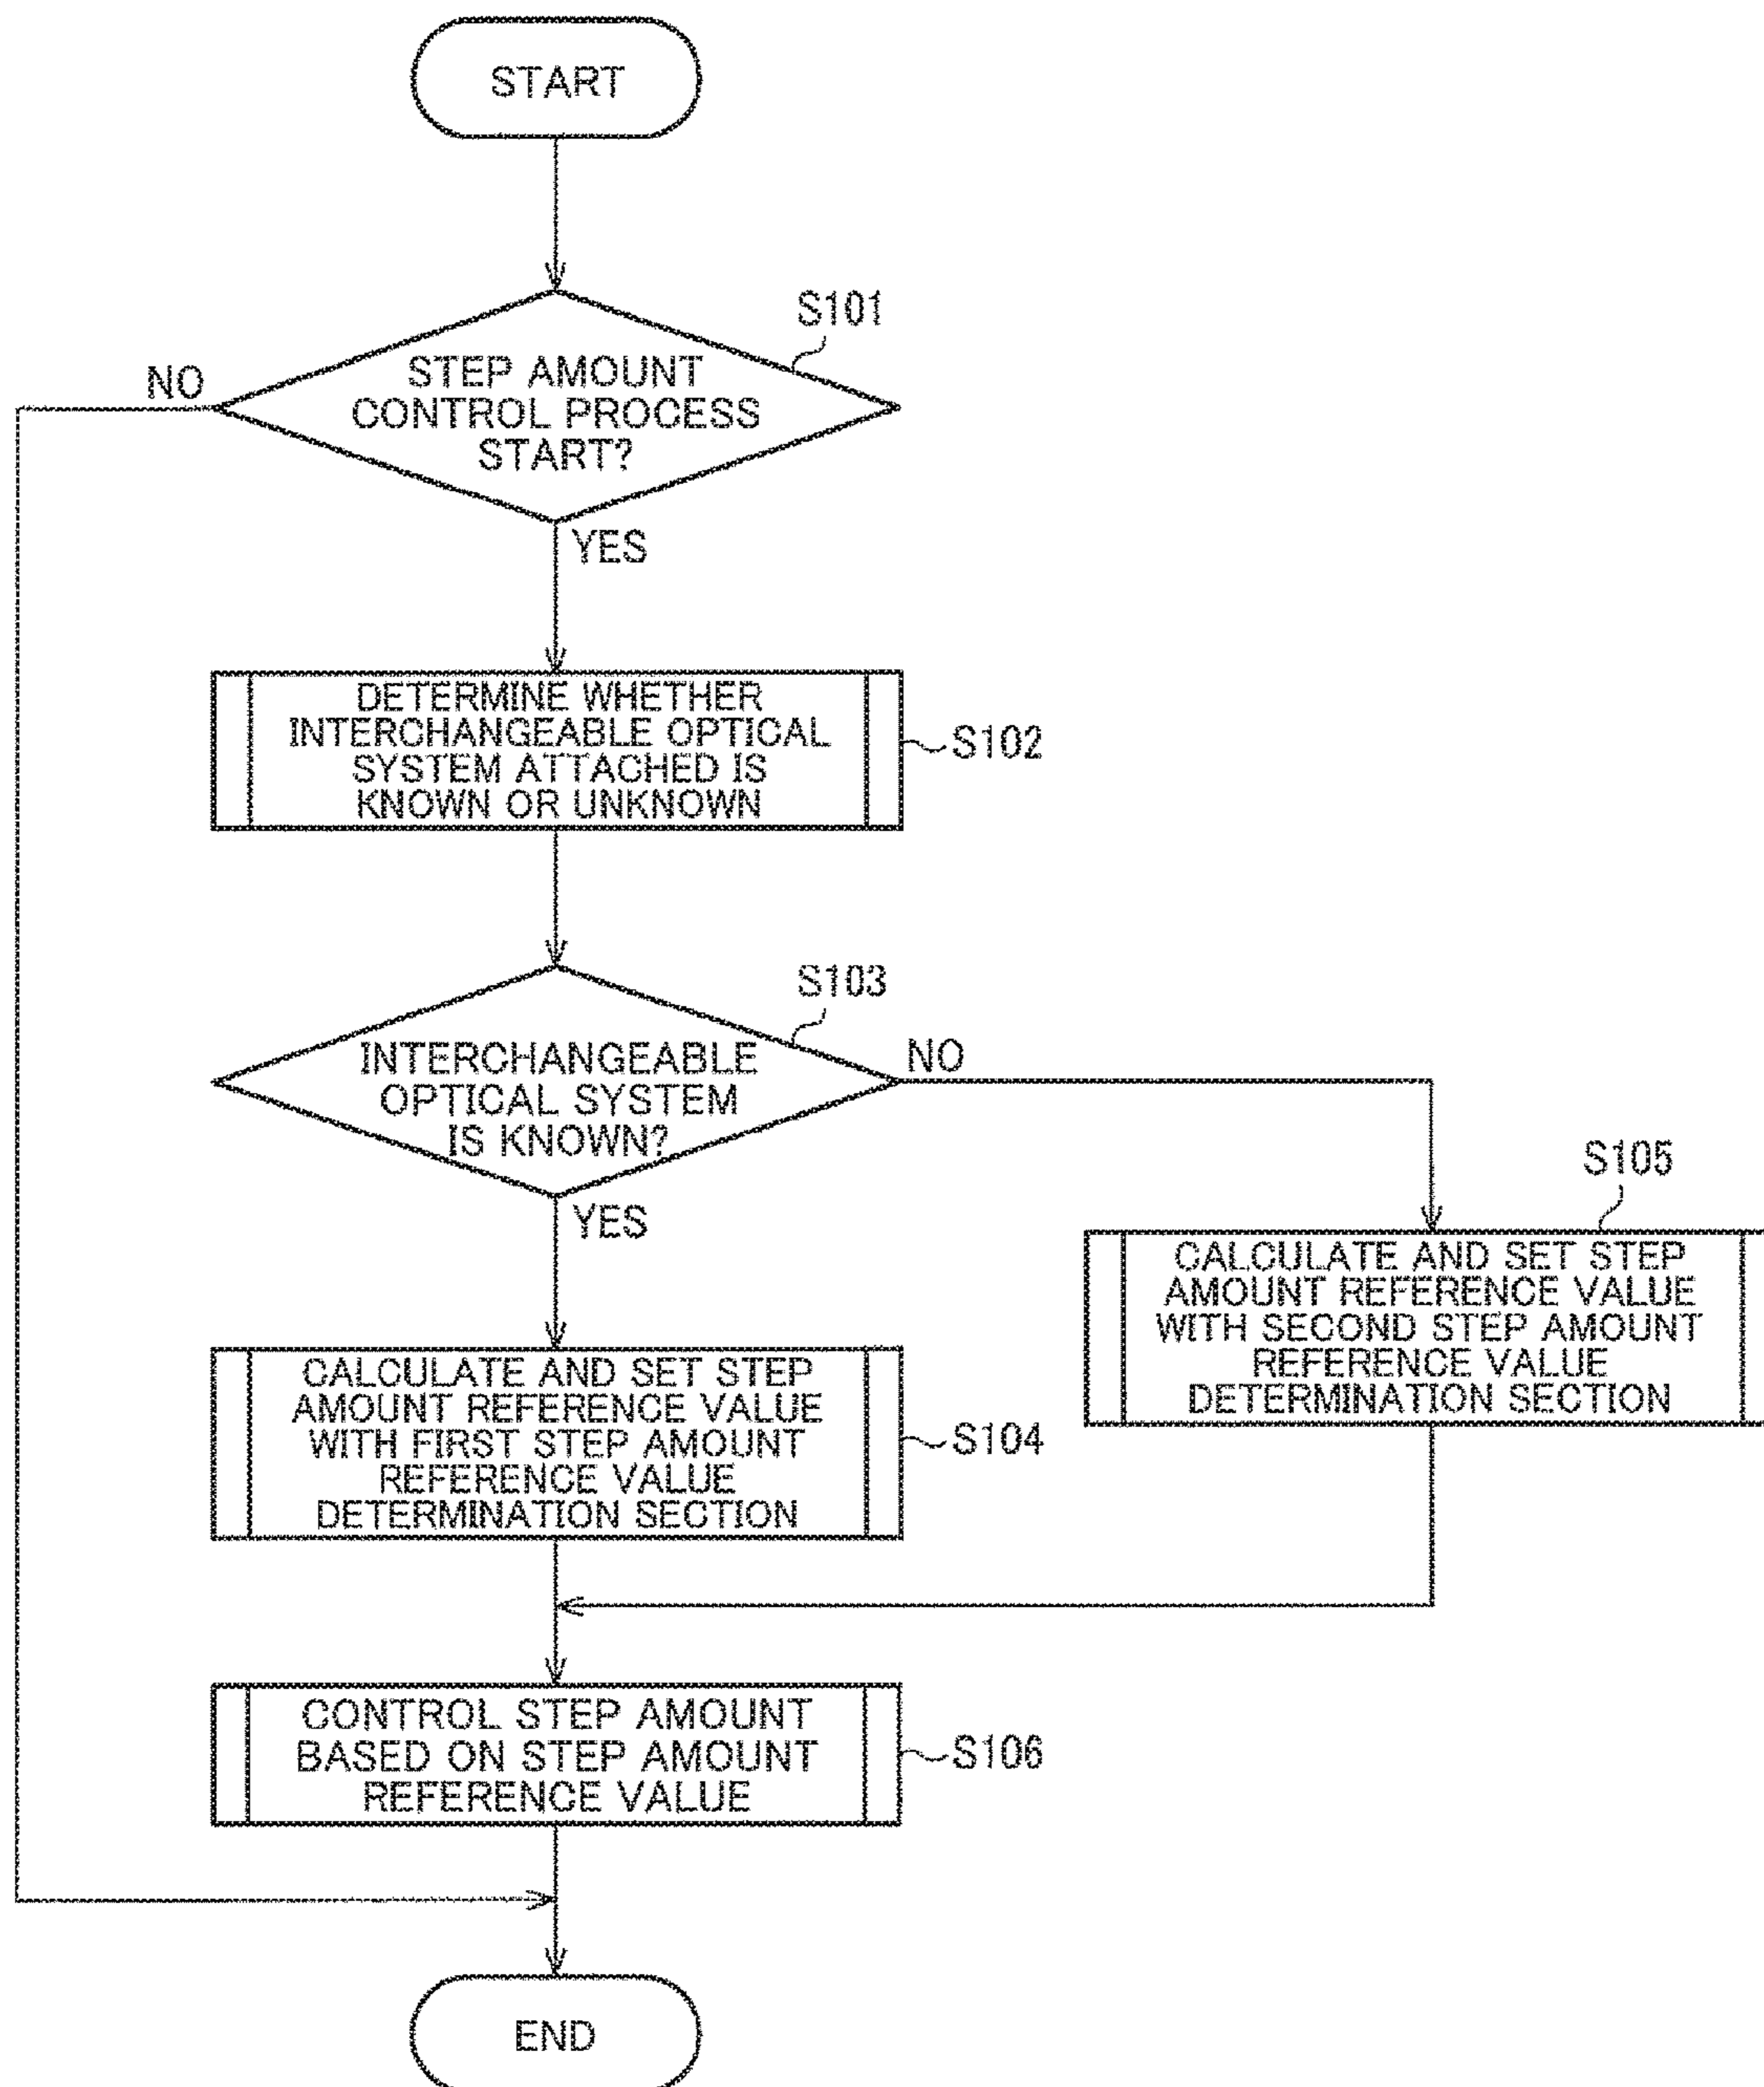 START
S101
STEP AMOUNT
CONTROL PROCESS
START?
NO
YES
DETERMINE WHETHER
INTERCHANGEABLE OPTICAL
SYSTEM ATTACHED IS
KNOWN OR UNKNOWN
S102
S103
INTERCHANGEABLE
OPTICAL SYSTEM
IS KNOWN?
NO
YES
S105
CALCULATE AND SET STEP
AMOUNT REFERENCE VALUE
WITH SECOND STEP AMOUNT
REFERENCE VALUE
DETERMINATION SECTION
CALCULATE AND SET STEP
AMOUNT REFERENCE VALUE
WITH FIRST STEP AMOUNT
REFERENCE VALUE
DETERMINATION SECTION
S104
CONTROL STEP AMOUNT
BASED ON STEP AMOUNT
REFERENCE VALUE
S106
END